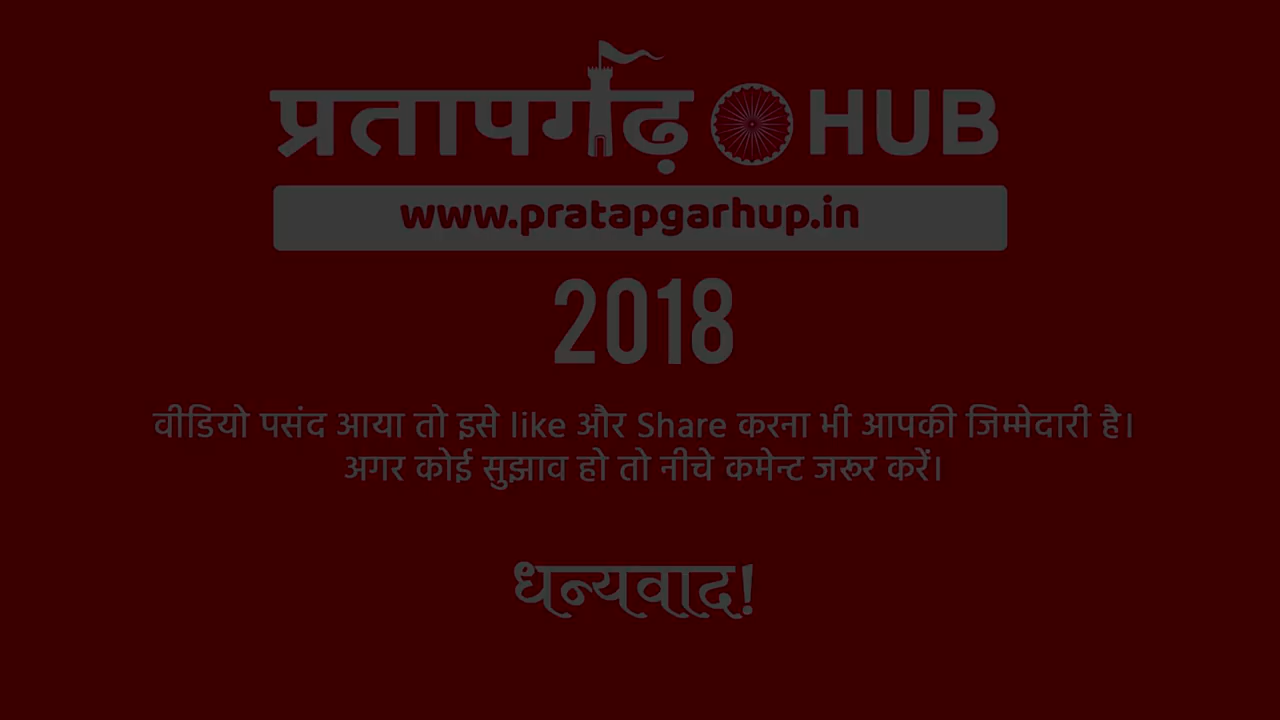 प्रतापगढ़ HUB
www.pratapgarhup.in
2018
वीडियो पसंद आया तो इसे like और Share करना भी आपकी जिम्मेदारी है।
अगर कोई सुझाव हो तो नीचे कमेन्ट जरूर करें।
धन्यवाद!